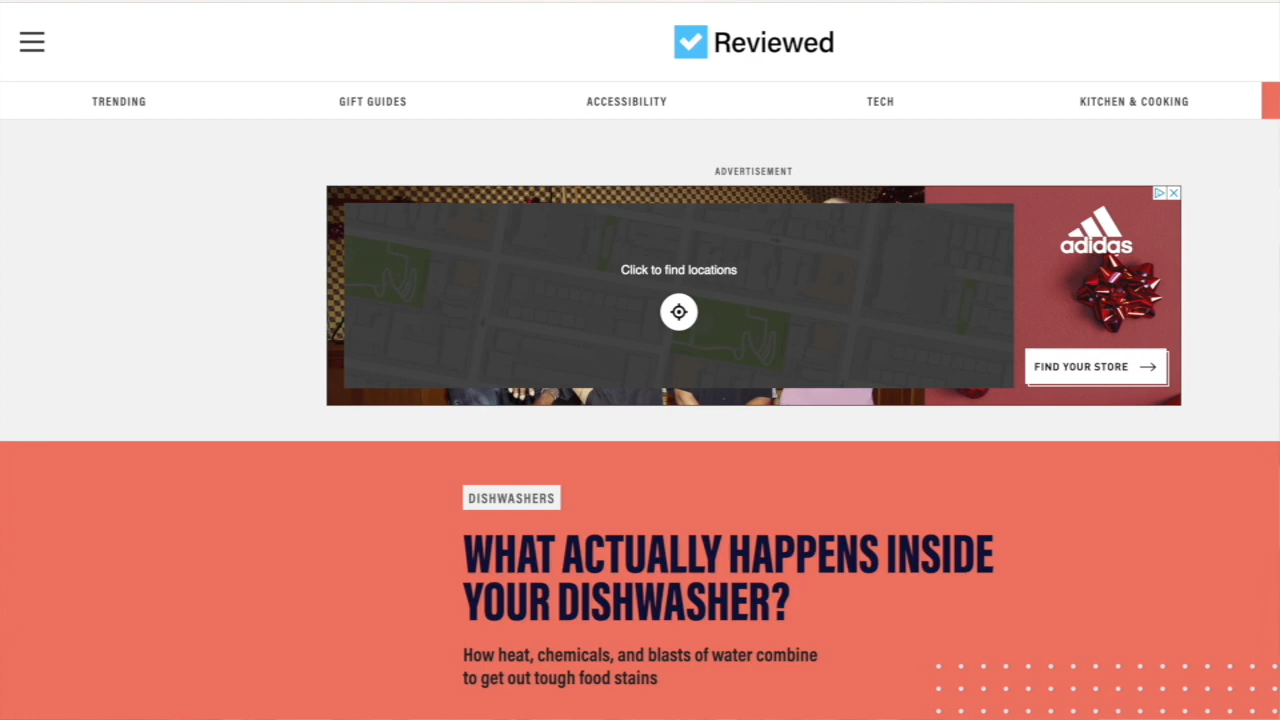 Reviewed
TRENDING
GIFT GUIDES
ACCESSIBILITY
TECH
KITCHEN & COOKING
ADVERTISEMENT
Click to find locations
adidas
FIND YOUR STORE
DISHWASHERS
WHAT ACTUALLY HAPPENS INSIDE
YOUR DISHWASHER?
How heat, chemicals, and blasts of water combine
to get out tough food stains